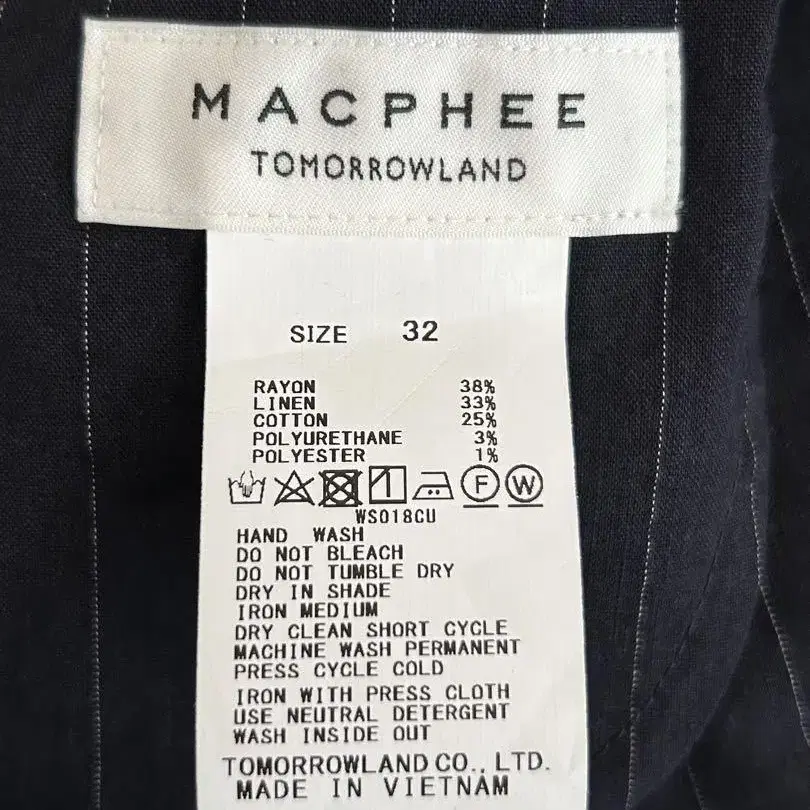 MACPHEE
TOMORROWLAND
SIZE 32
RAYON 38%
LINEN 33%
COTTON 25%
POLYURETHANE 3%
POLYESTER 1%
F W
WS018CU
HAND WASH
DO NOT BLEACH
DO NOT TUMBLE DRY
DRY IN SHADE
IRON MEDIUM
DRY CLEAN SHORT CYCLE
MACHINE WASH PERMANENT
PRESS CYCLE COLD
IRON WITH PRESS CLOTH
USE NEUTRAL DETERGENT
WASH INSIDE OUT
TOMORROWLAND CO., LTD.
MADE IN VIETNAM